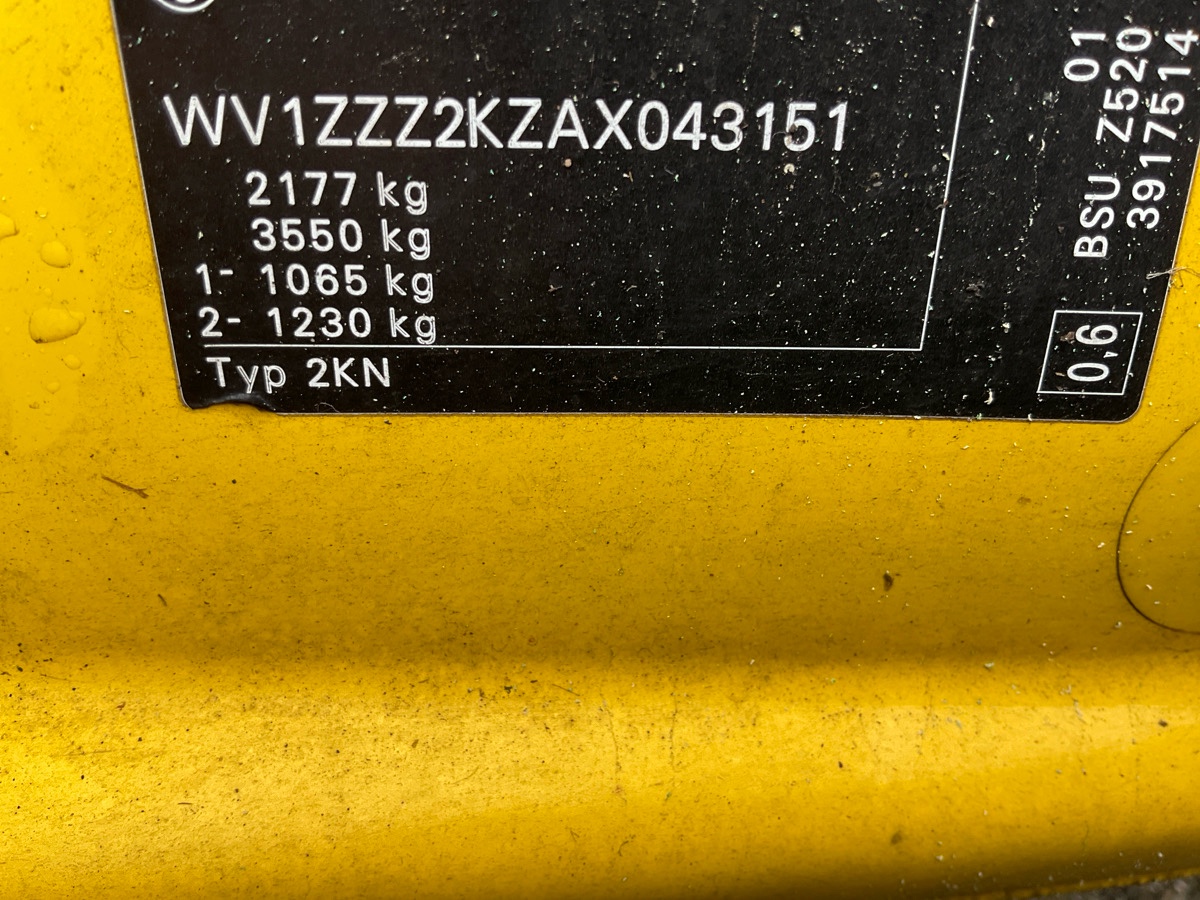 WV1ZZZ2KZAX043151
2177 kg
3550 kg
1- 1065 kg
2- 1230 kg
Typ 2KN
01
BSU Z520
3917514
0,6